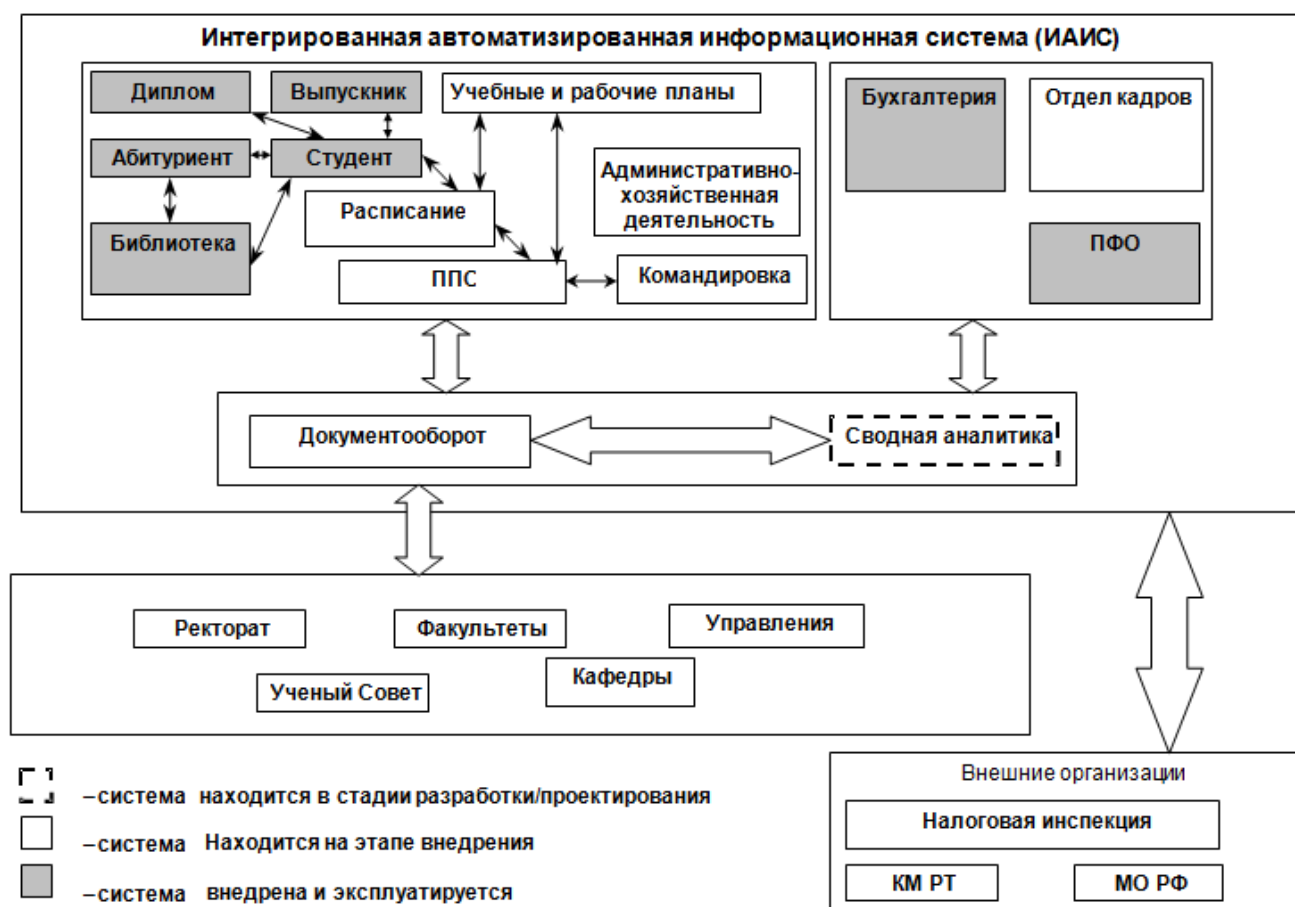 Интегрированная автоматизированная информационная система (ИАИС)
Диплом
Выпускник
Учебные и рабочие планы
Бухгалтерия
Отдел кадров
Абитуриент
Студент
Административно-
хозяйственная
деятельность
Расписание
Библиотека
ПФО
ППС
Командировка
Документооборот
Сводная аналитика
Ректорат
Факультеты
Управления
Ученый Совет
Кафедры
–система находится в стадии разработки/проектирования
–система Находится на этапе внедрения
–система внедрена и эксплуатируется
Внешние организации
Налоговая инспекция
КМ РТ
МО РФ